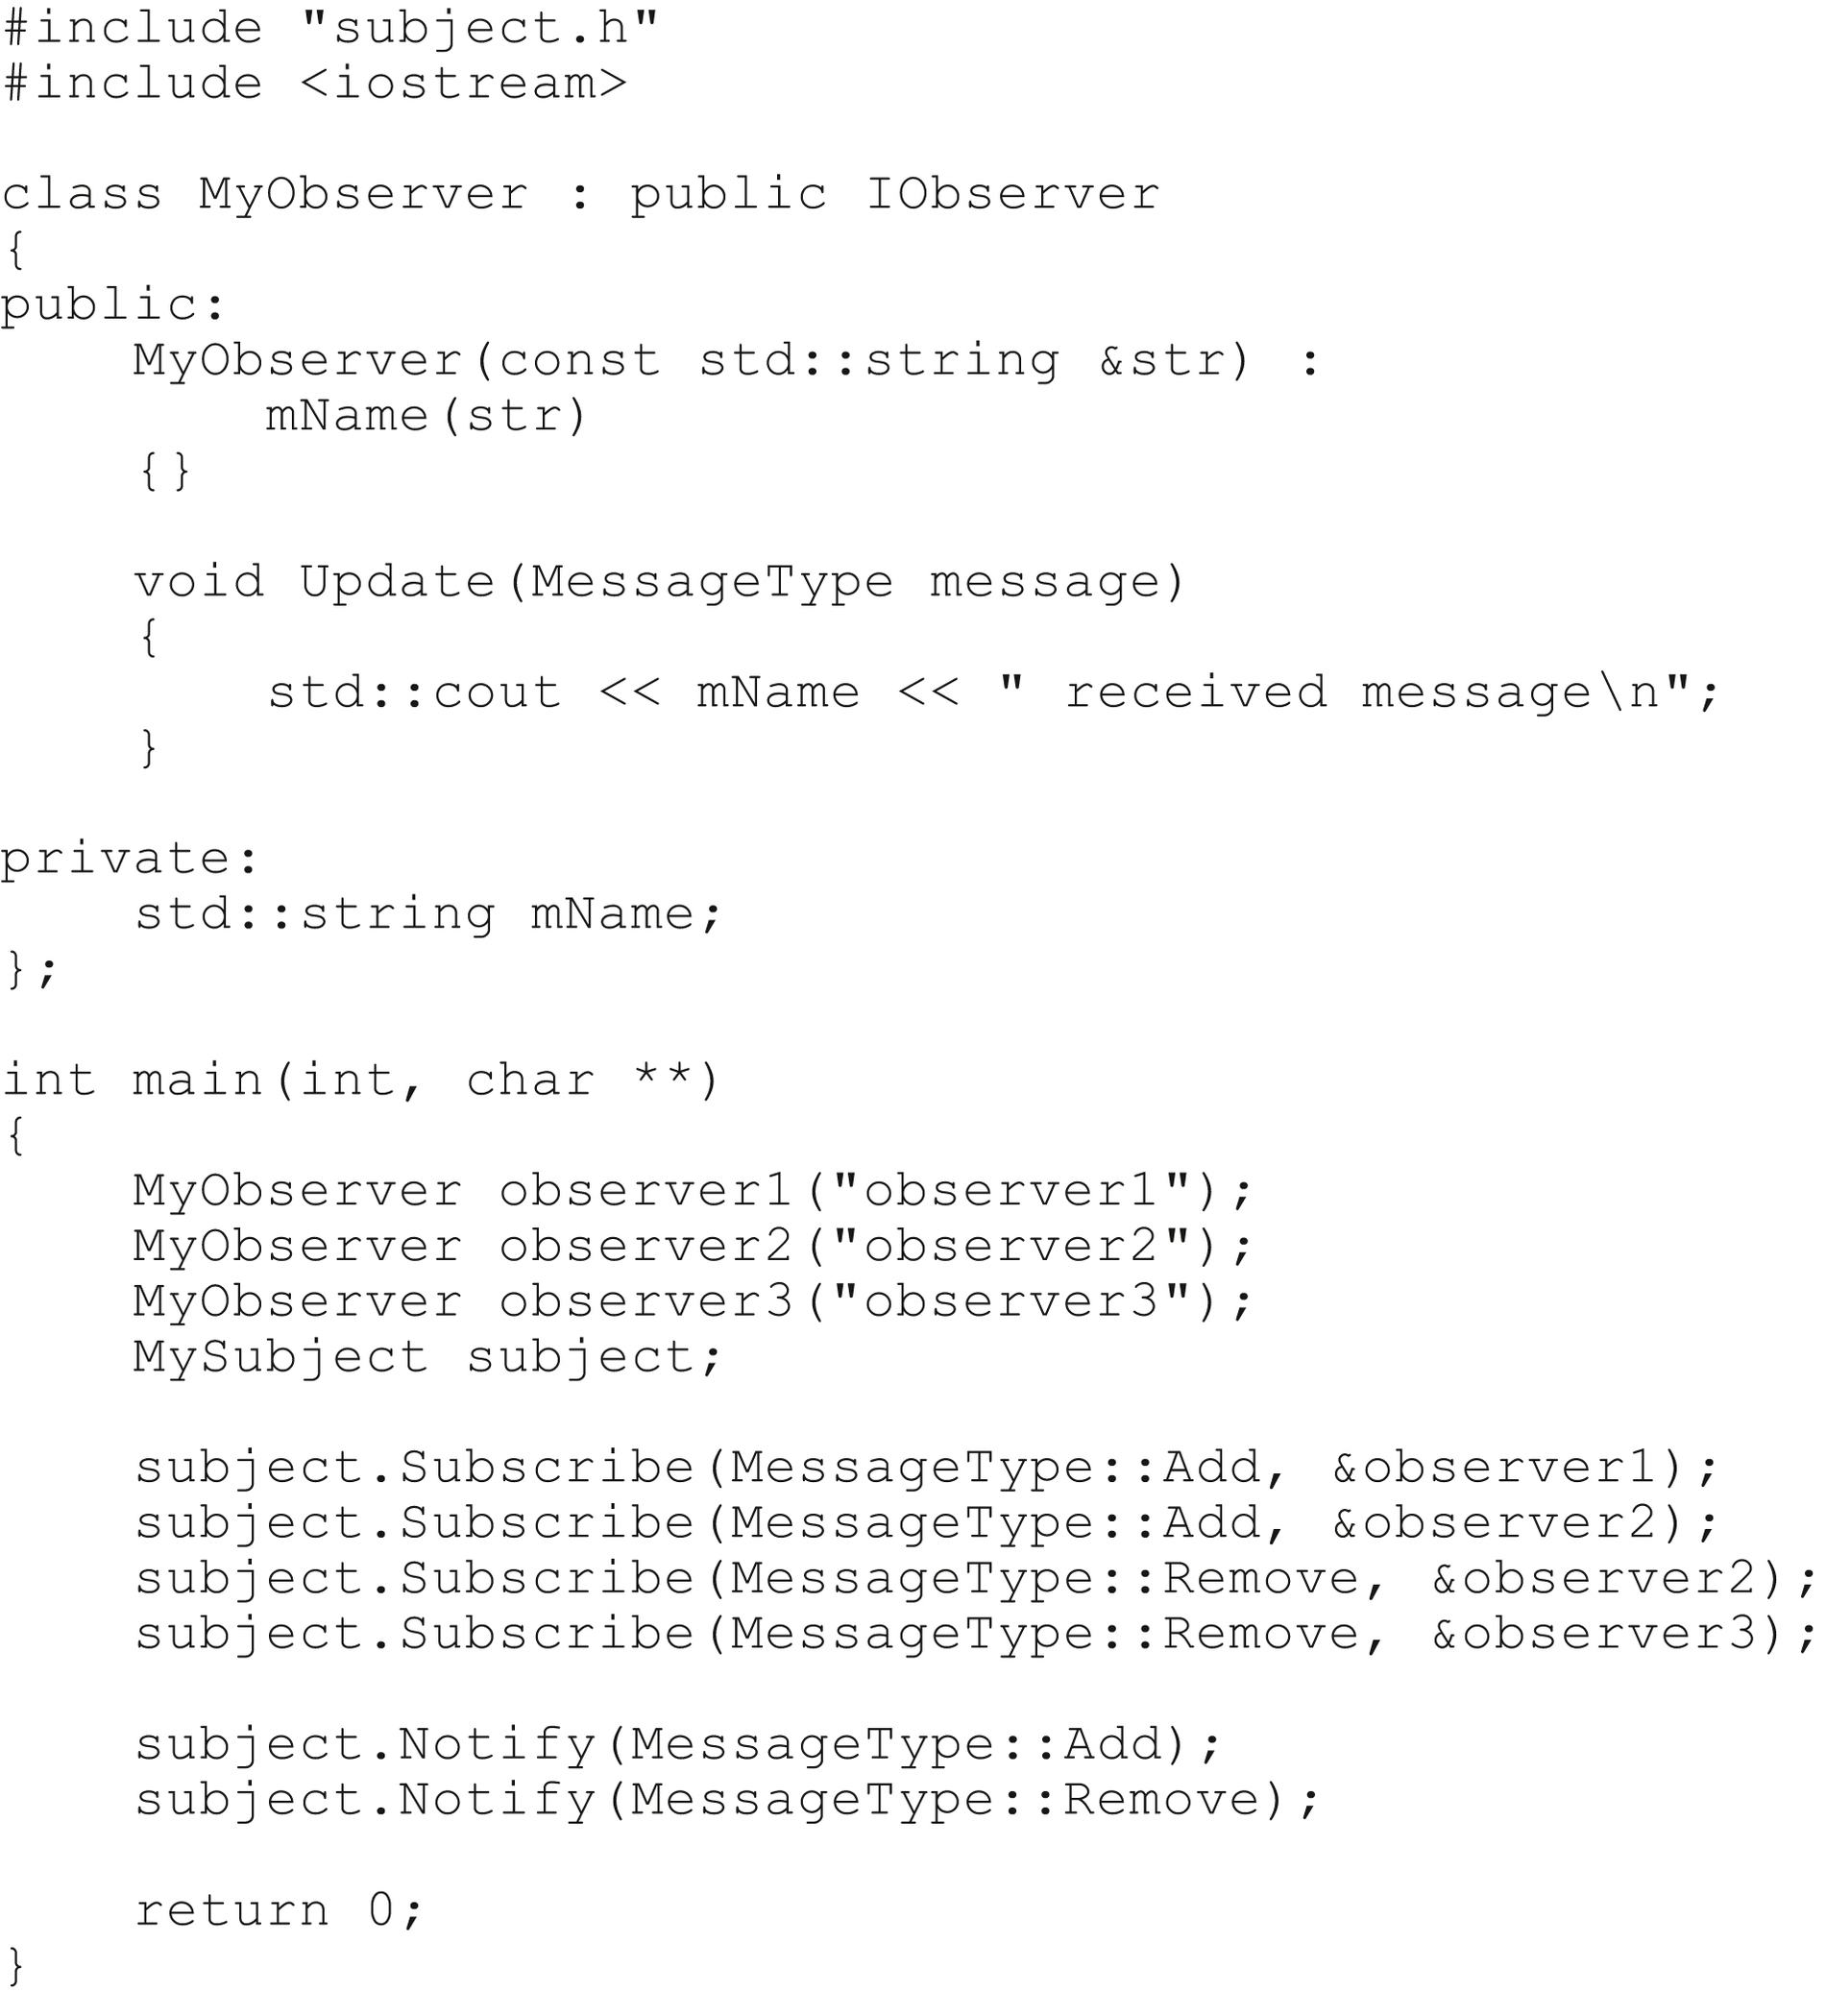 #include "subject.h"
#include <iostream>

class MyObserver : public IObserver
{
public:
    MyObserver(const std::string &str) :
        mName(str)
    {}

    void Update(MessageType message)
    {
        std::cout << mName << " received message\n";
    }

private:
    std::string mName;
};

int main(int, char **)
{
    MyObserver observer1("observer1");
    MyObserver observer2("observer2");
    MyObserver observer3("observer3");
    MySubject subject;

    subject.Subscribe(MessageType::Add, &observer1);
    subject.Subscribe(MessageType::Add, &observer2);
    subject.Subscribe(MessageType::Remove, &observer2);
    subject.Subscribe(MessageType::Remove, &observer3);

    subject.Notify(MessageType::Add);
    subject.Notify(MessageType::Remove);

    return 0;
}